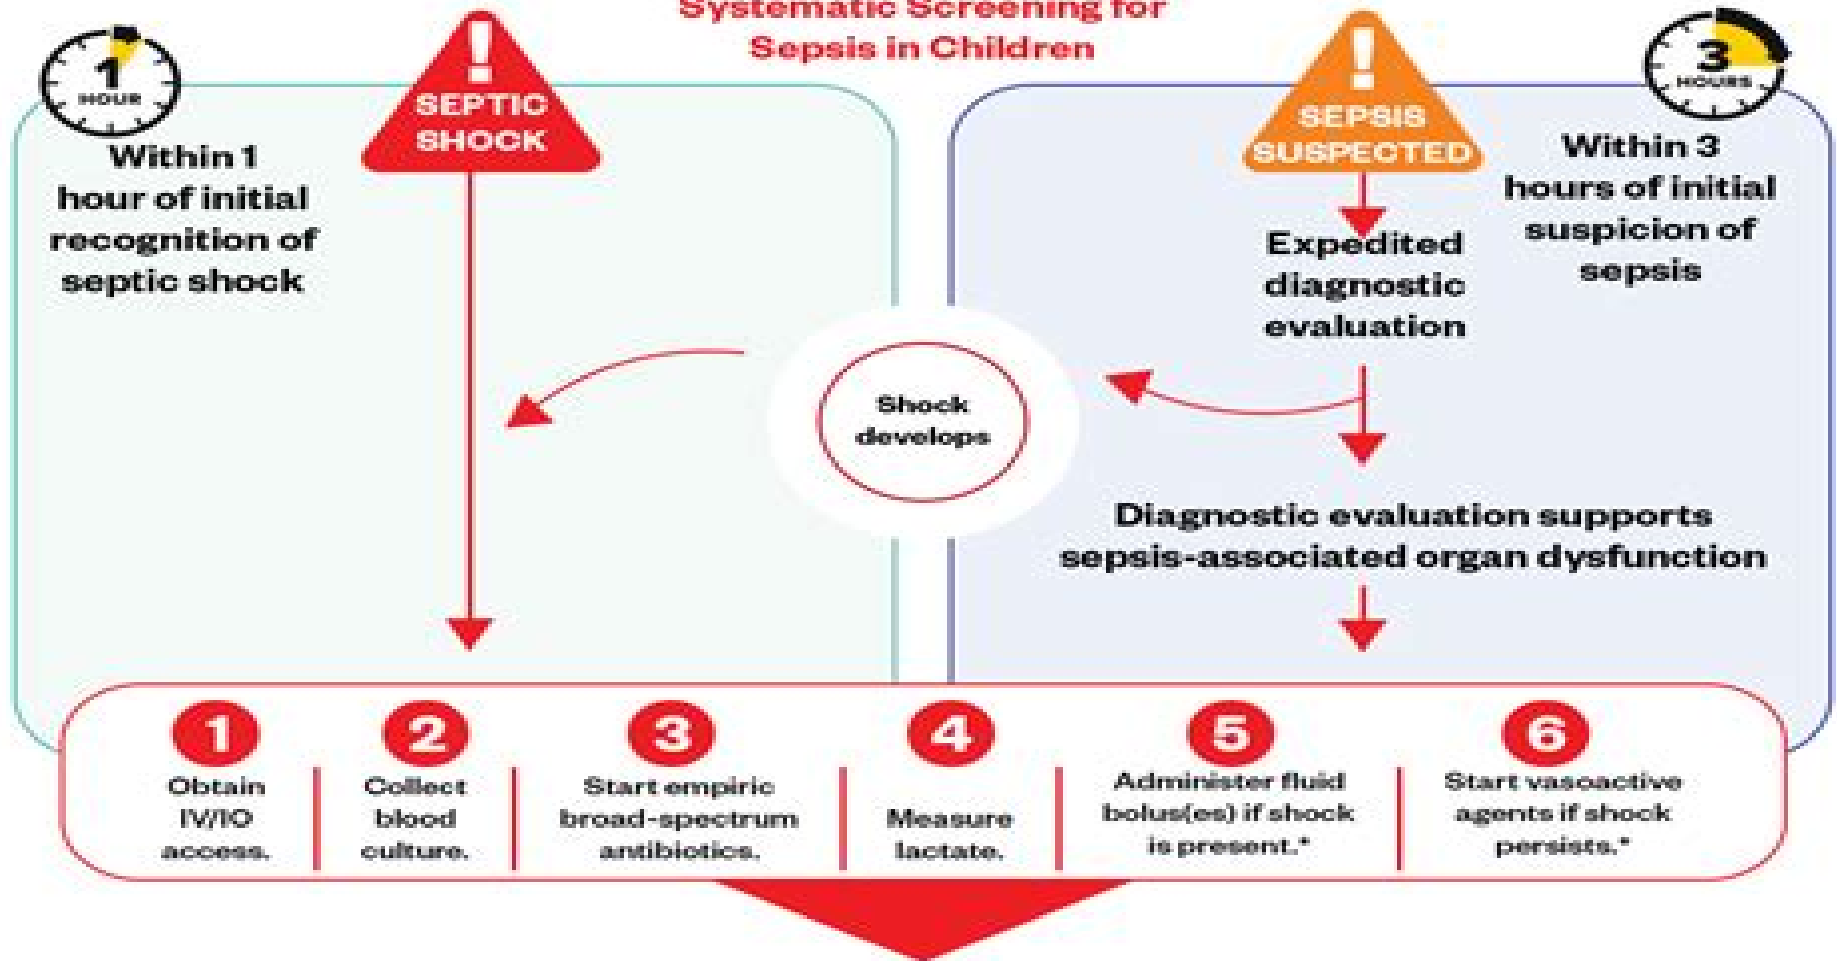 Systematic Screening for
Sepsis in Children
1
HOUR
Within 1
hour of initial
recognition of
septic shock
!
SEPTIC
SHOCK
!
SEPSIS
SUSPECTED
3
HOURS
Within 3
hours of initial
suspicion of
sepsis
Expedited
diagnostic
evaluation
Shock
develops
Diagnostic evaluation supports
sepsis-associated organ dysfunction
1
Obtain
IV/IO
access.
2
Collect
blood
culture.
3
Start empiric
broad-spectrum
antibiotics.
4
Measure
lactate.
5
Administer fluid
bolus(es) if shock
is present.*
6
Start vasoactive
agents if shock
persists.*